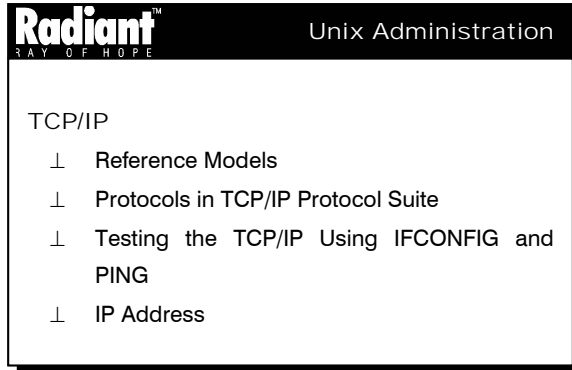 Radiant™
RAY OF HOPE
Unix Administration
TCP/IP
⊥ Reference Models
⊥ Protocols in TCP/IP Protocol Suite
⊥ Testing the TCP/IP Using IFCONFIG and
PING
⊥ IP Address